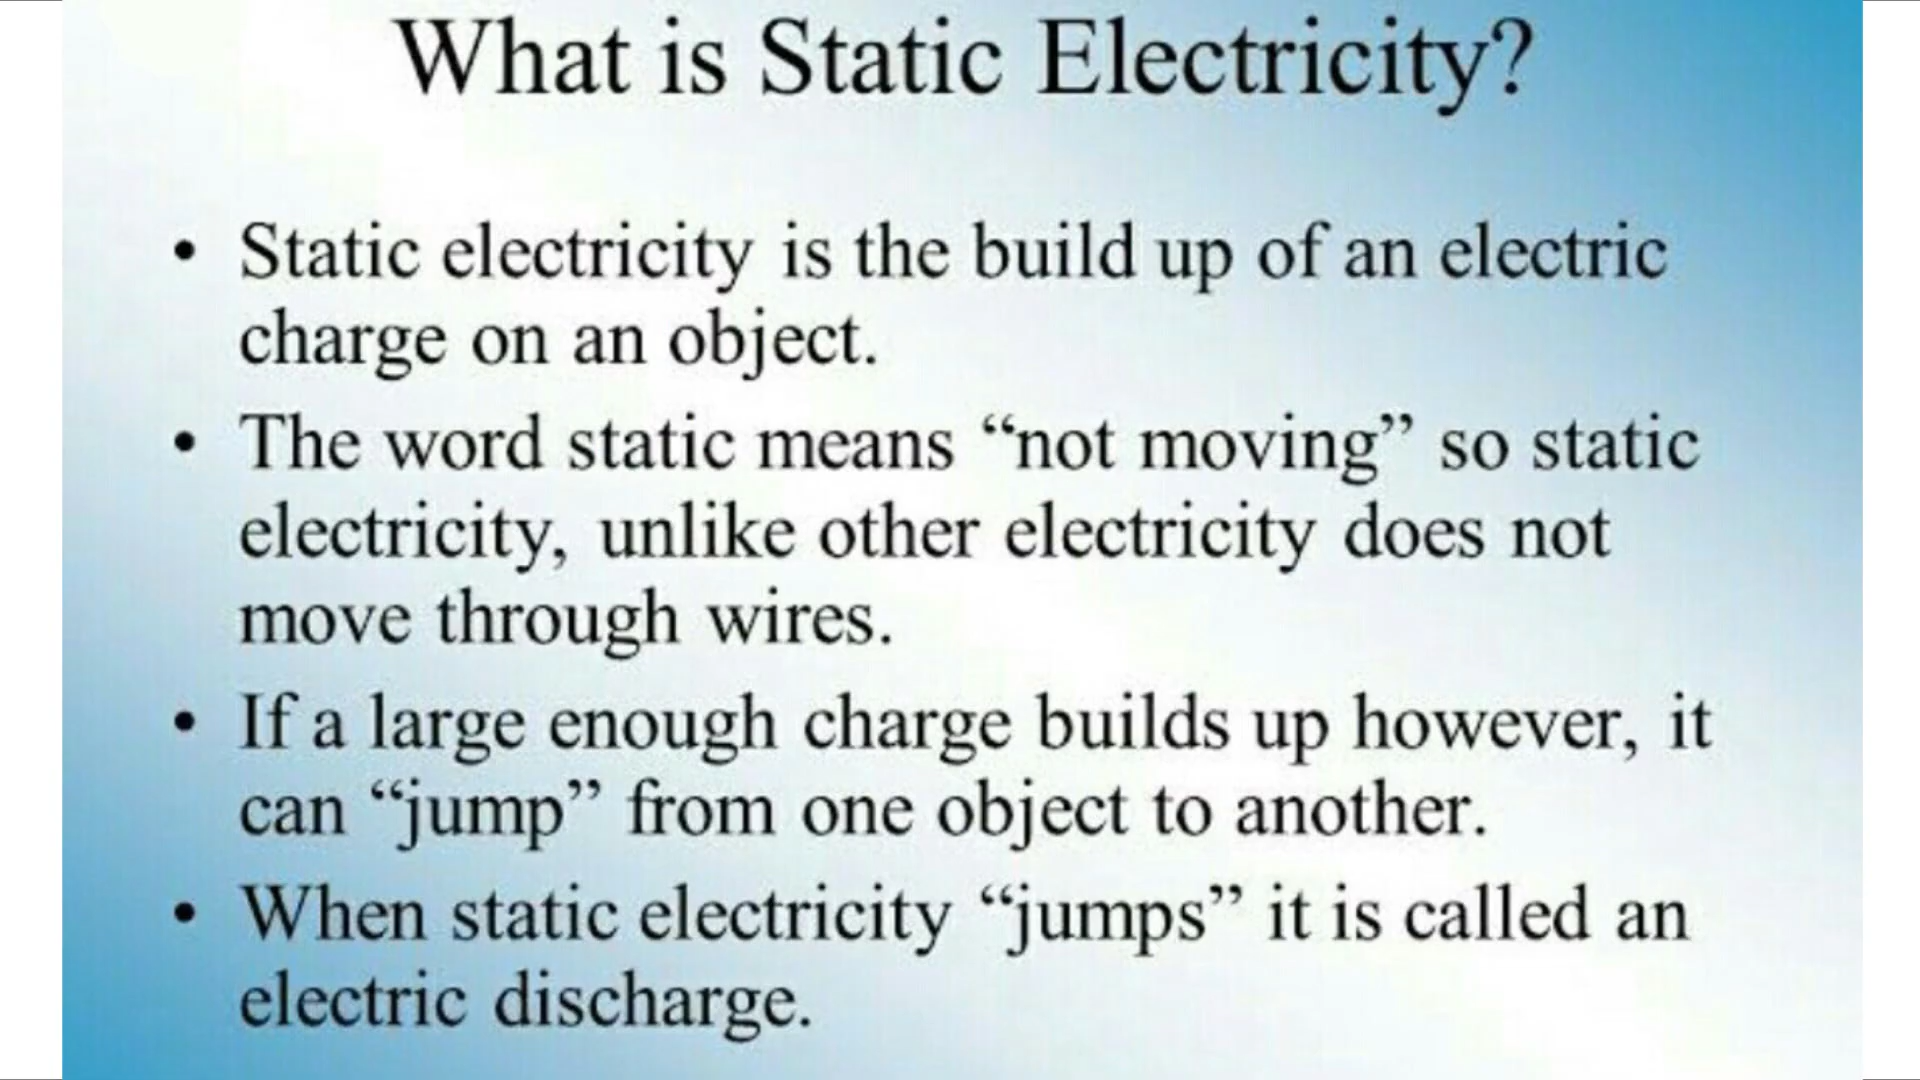 What is Static Electricity?
• Static electricity is the build up of an electric
charge on an object.
• The word static means “not moving” so static
electricity, unlike other electricity does not
move through wires.
• If a large enough charge builds up however, it
can “jump” from one object to another.
• When static electricity “jumps” it is called an
electric discharge.